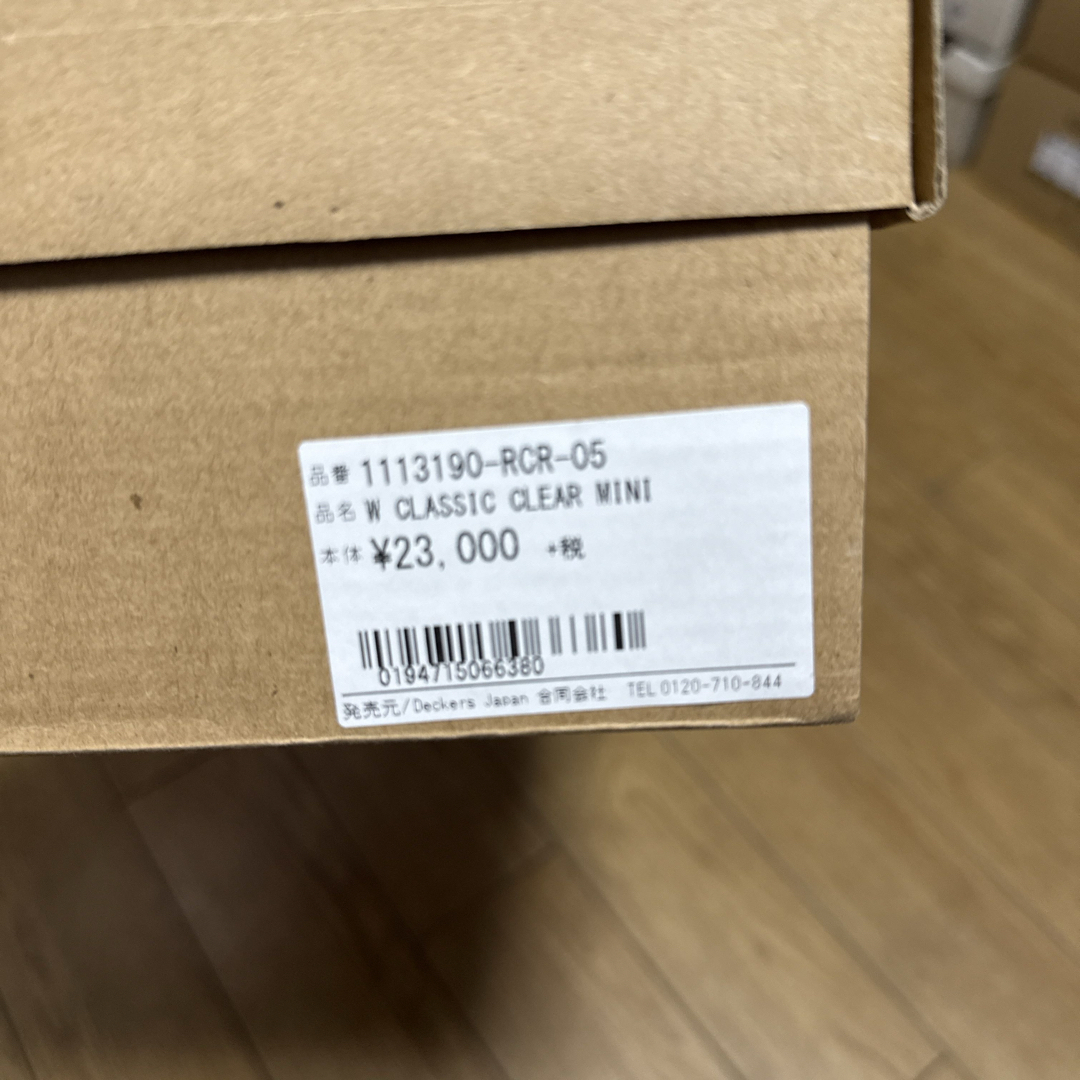 品番 1113190-RCR-05
品名 W CLASSIC CLEAR MINI
本体 ¥23,000 +税
0194715066380
発売元/Deckers Japan 合同会社 TEL 0120-710-844